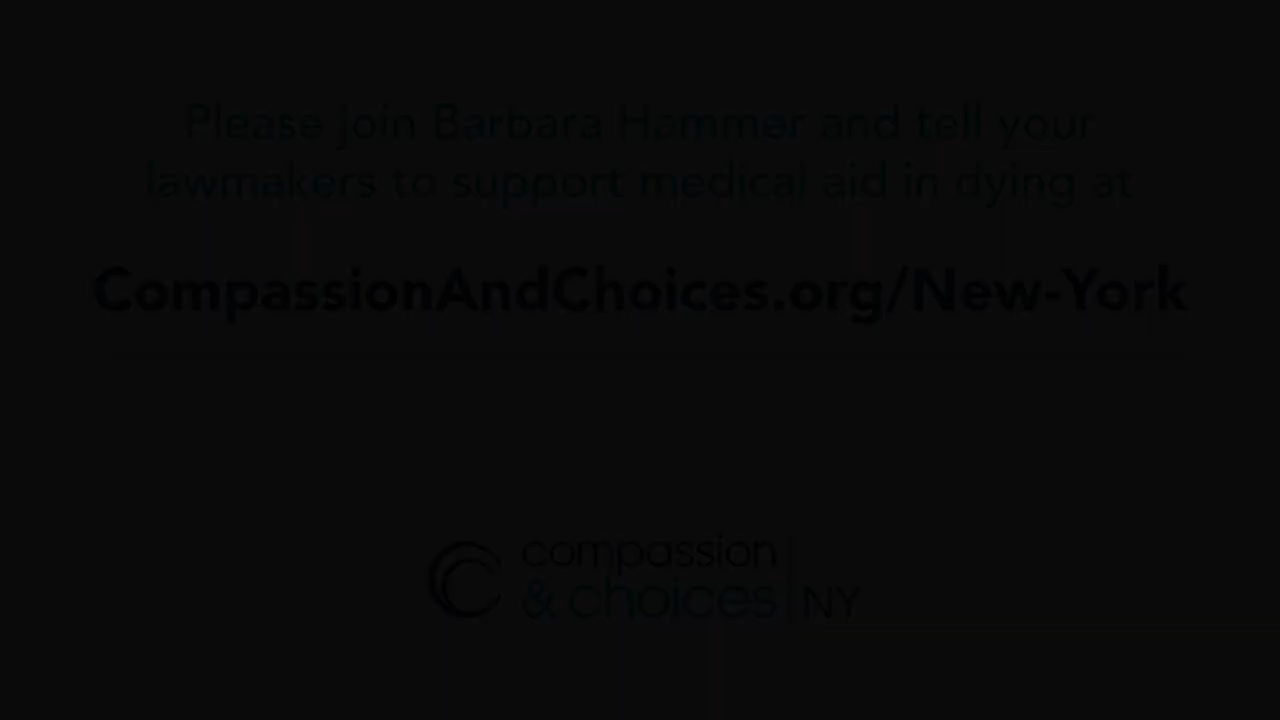 Please join Barbara Hammer and tell your
lawmakers to support medical aid in dying at
CompassionAndChoices.org/New-York
compassion
& choices NY